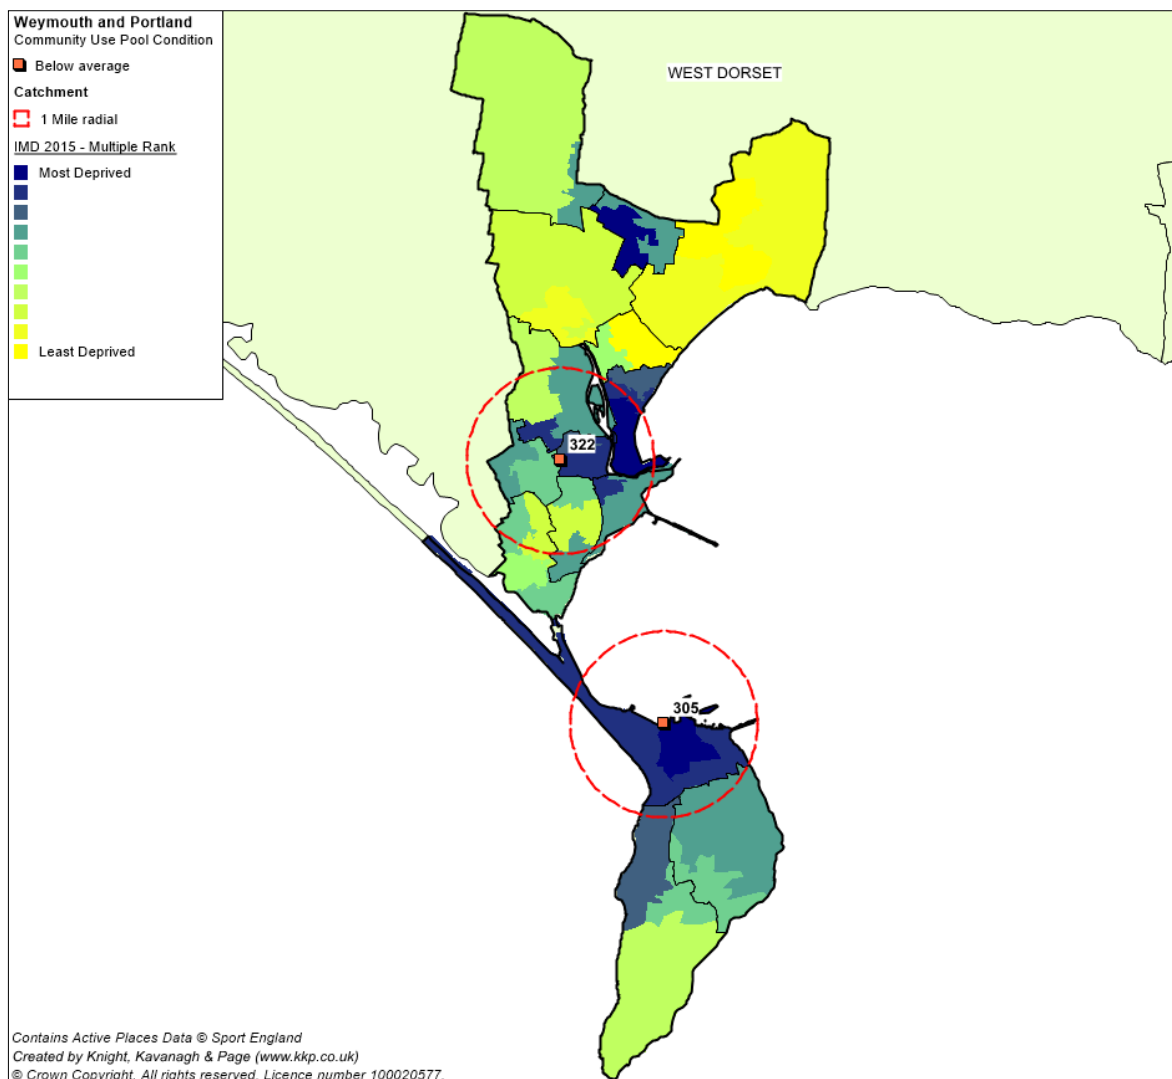 Weymouth and Portland
Community Use Pool Condition
Below average
Catchment
1 Mile radial
IMD 2015 - Multiple Rank
Most Deprived
Least Deprived
WEST DORSET
322
305
Contains Active Places Data © Sport England
Created by Knight, Kavanagh & Page (www.kkp.co.uk)
© Crown Copyright. All rights reserved. Licence number 100020577.